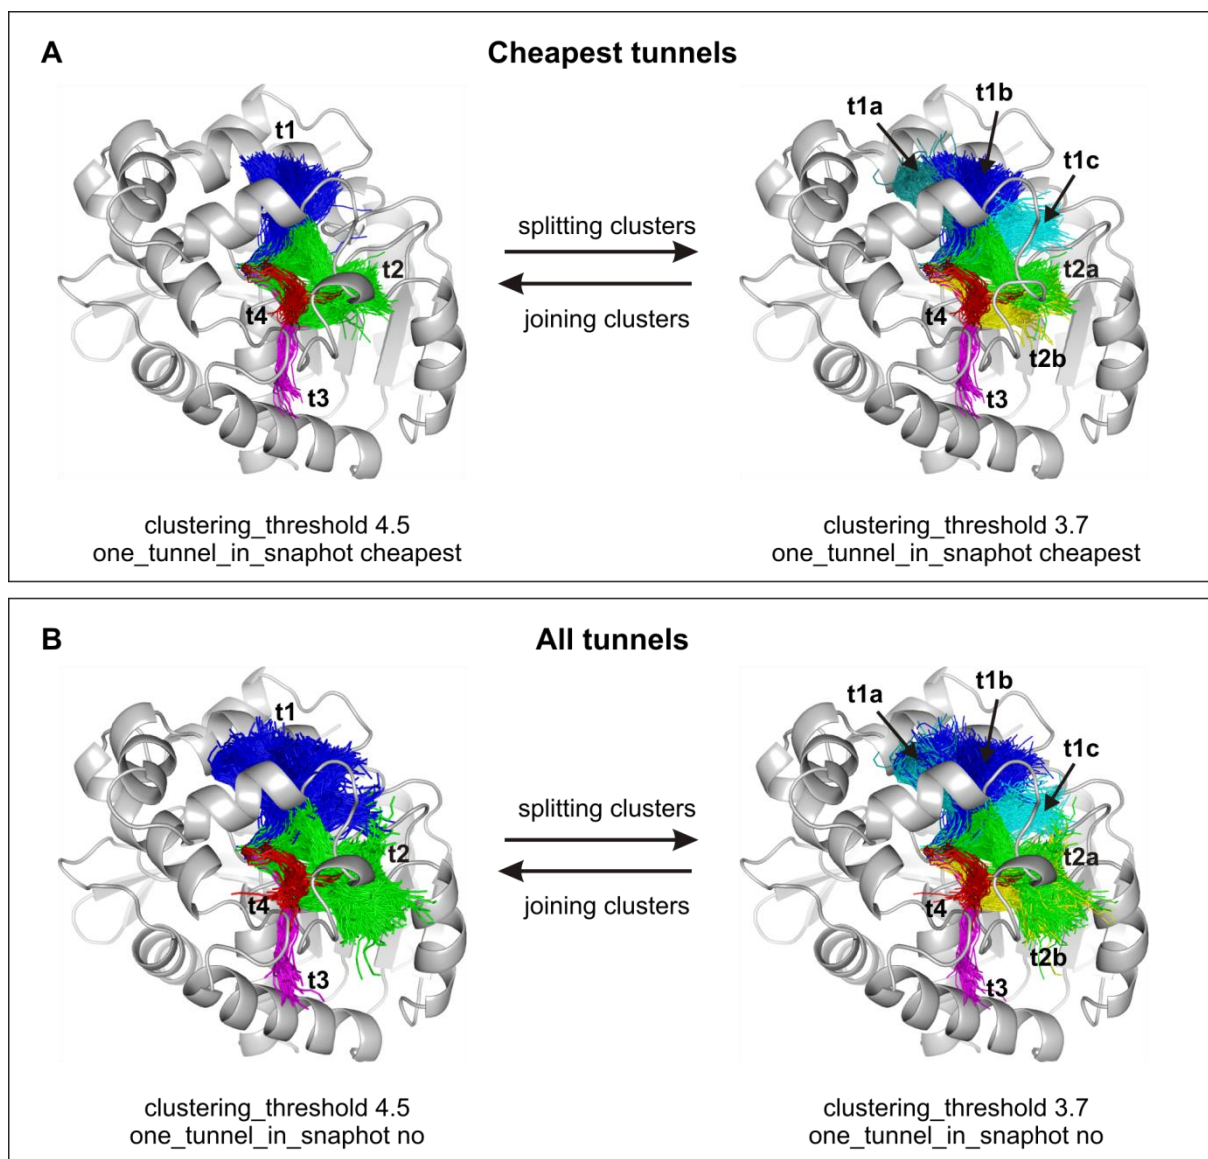 A
Cheapest tunnels
t1
t2
t4
t3
splitting clusters
joining clusters
t1a
t1b
t1c
t2a
t4
t2b
t3
clustering_threshold 4.5
one_tunnel_in_snaphot cheapest
clustering_threshold 3.7
one_tunnel_in_snaphot cheapest
B
All tunnels
t1
t2
t4
t3
splitting clusters
joining clusters
t1a
t1b
t1c
t2a
t4
t2b
t3
clustering_threshold 4.5
one_tunnel_in_snaphot no
clustering_threshold 3.7
one_tunnel_in_snaphot no